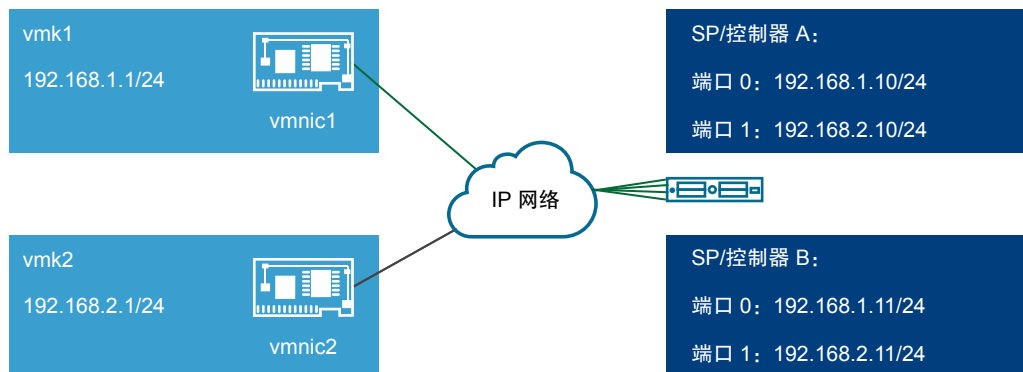 vmk1
192.168.1.1/24
vmnic1
SP/控制器 A：
端口 0：192.168.1.10/24
端口 1：192.168.2.10/24
IP 网络
vmk2
192.168.2.1/24
vmnic2
SP/控制器 B：
端口 0：192.168.1.11/24
端口 1：192.168.2.11/24